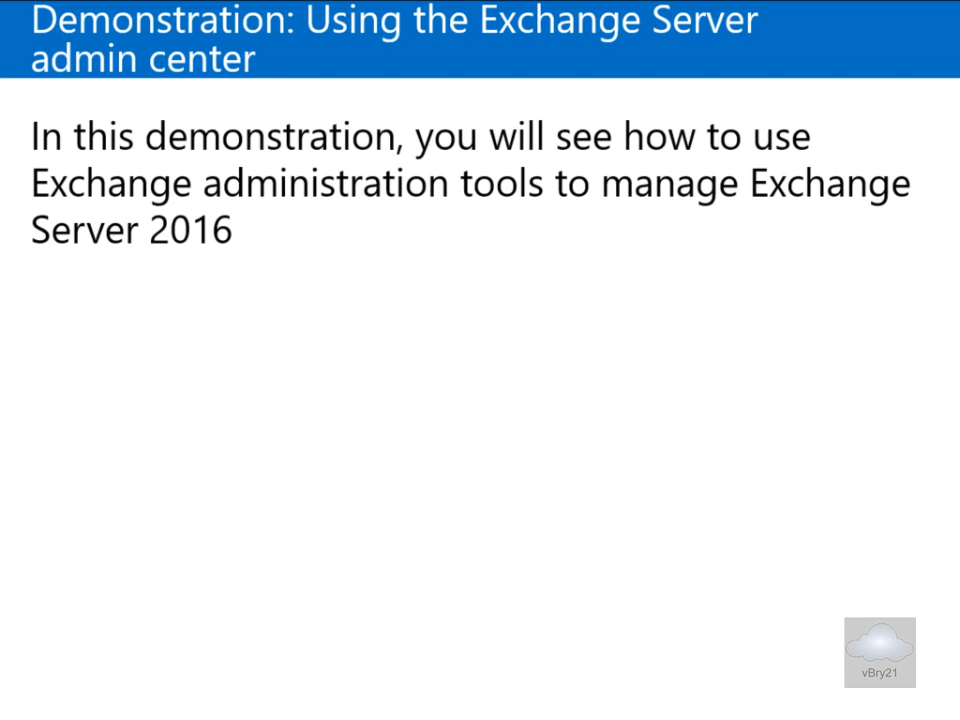 Demonstration: Using the Exchange Server
admin center
In this demonstration, you will see how to use
Exchange administration tools to manage Exchange
Server 2016
vBry21